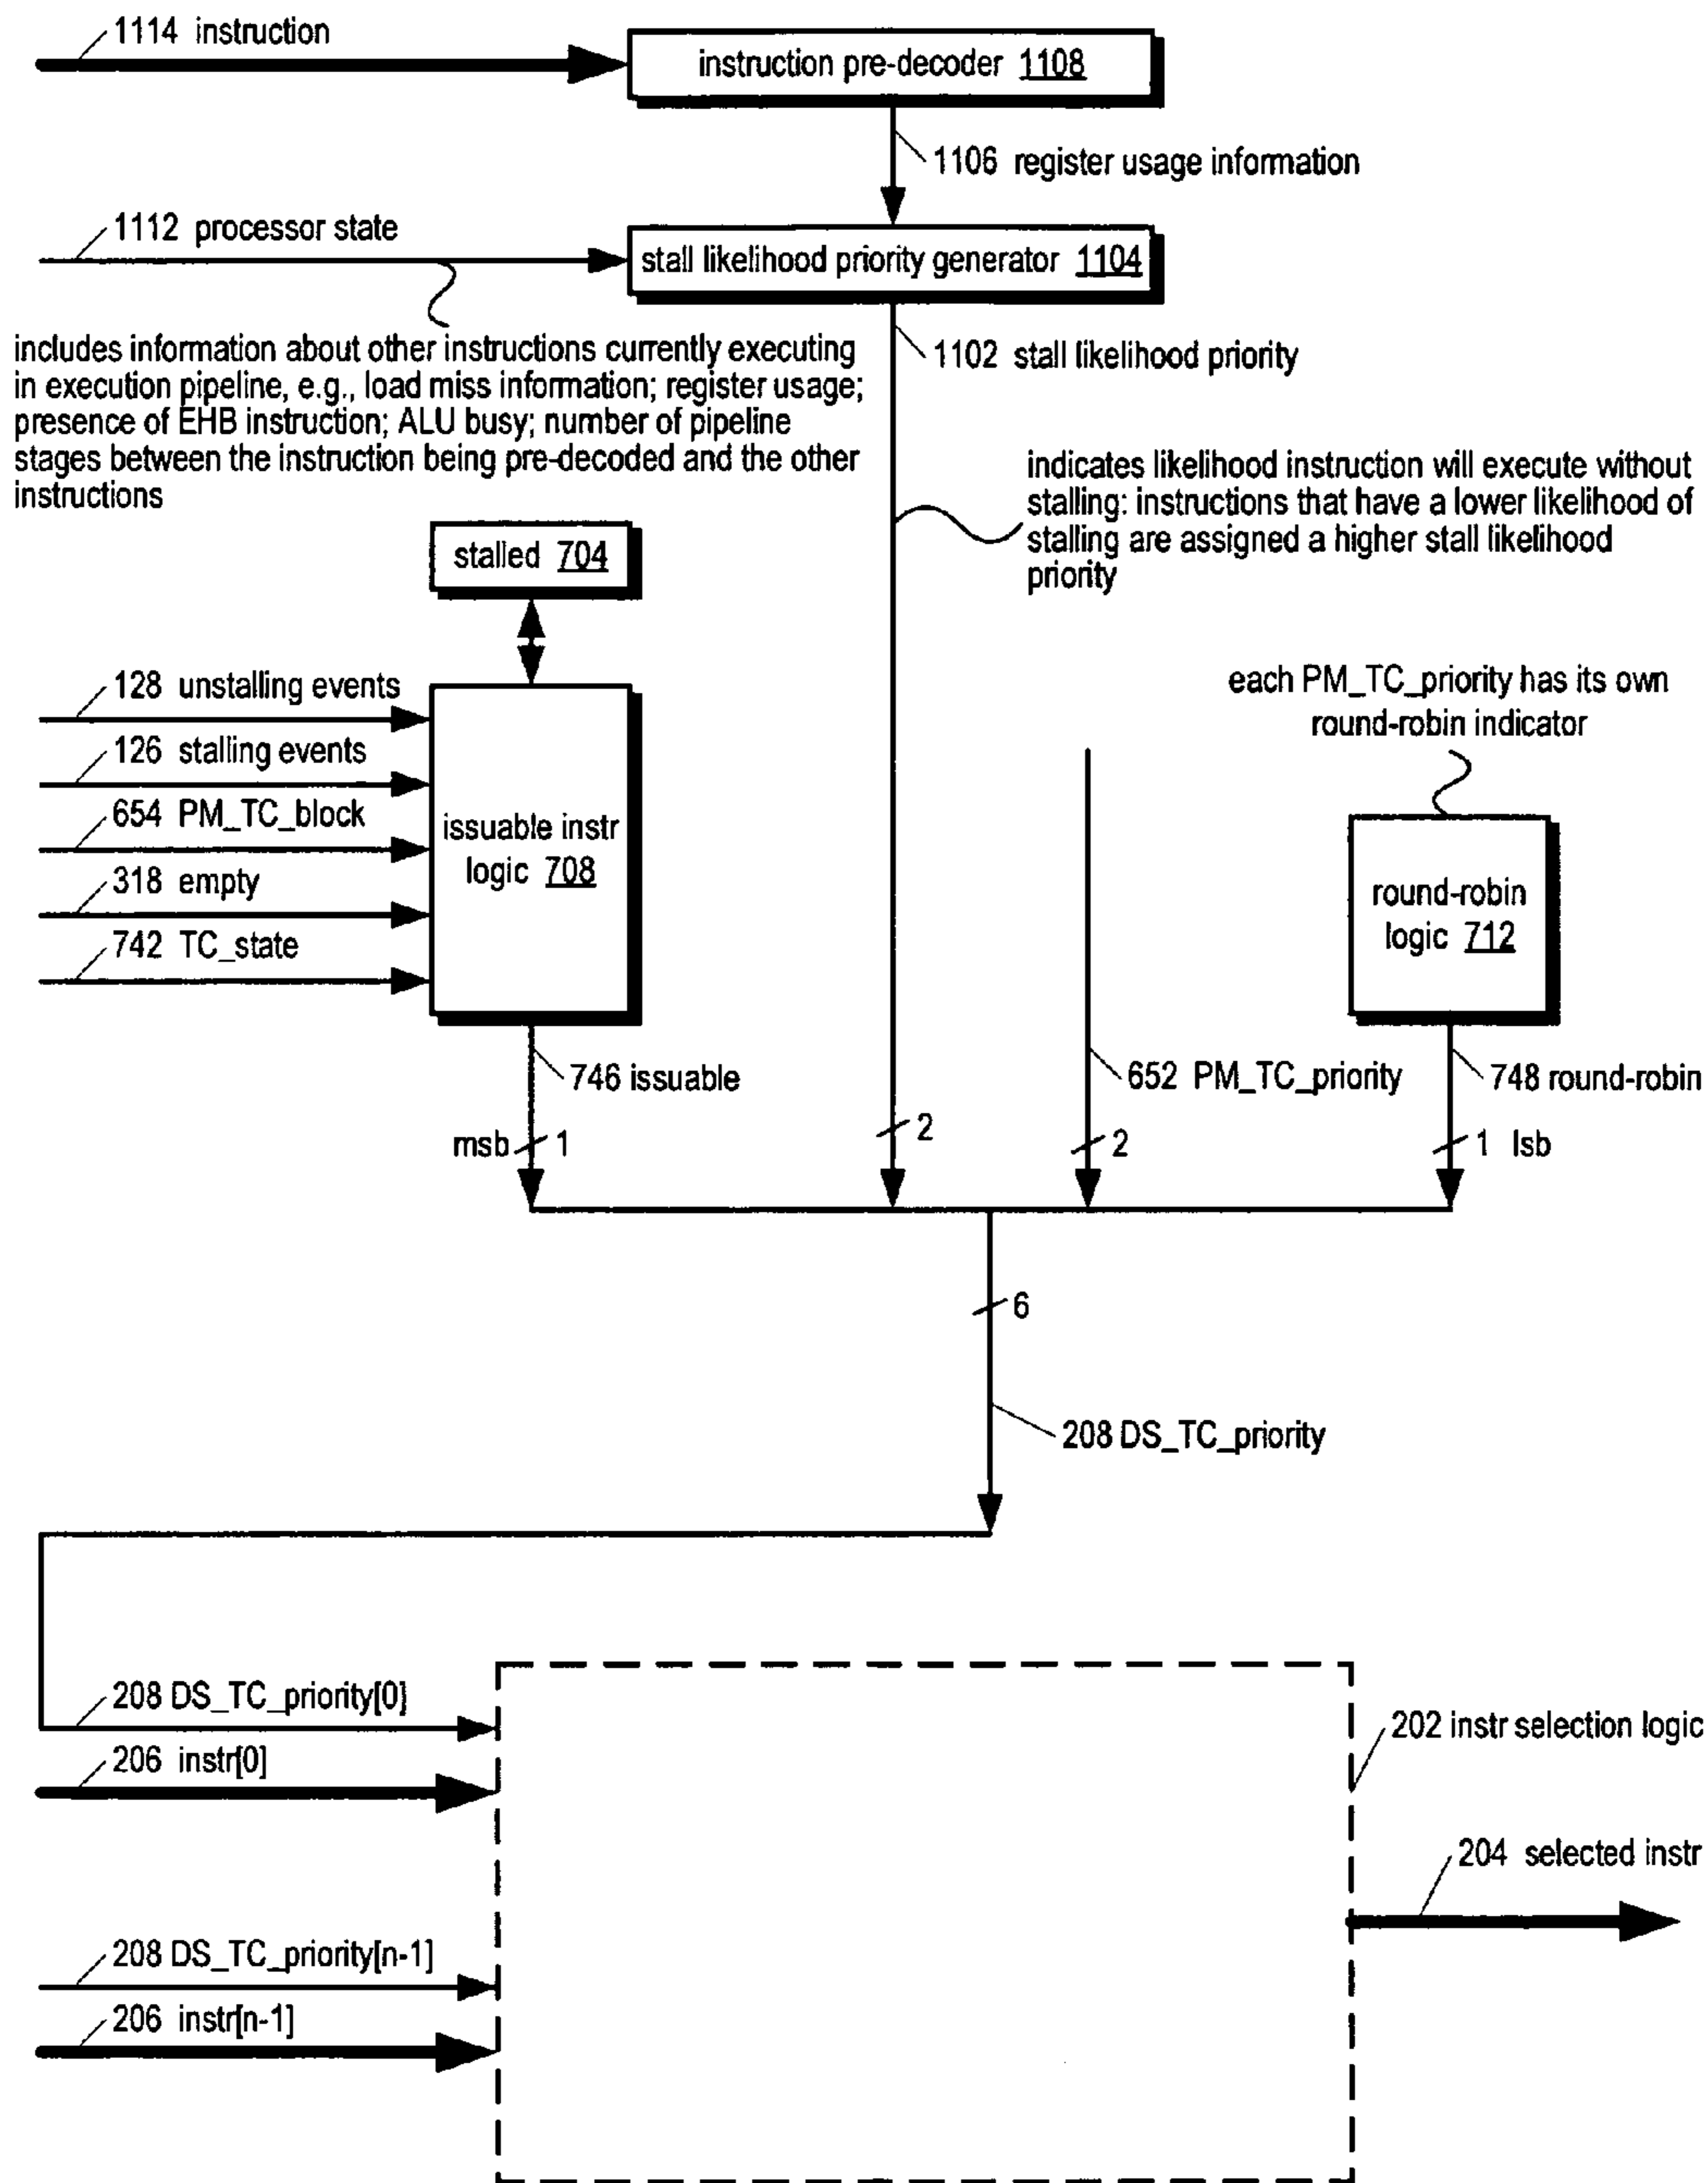 1114 instruction
instruction pre-decoder 1108
1106 register usage information
1112 processor state
stall likelihood priority generator 1104
includes information about other instructions currently executing
in execution pipeline, e.g., load miss information; register usage;
presence of EHB instruction; ALU busy; number of pipeline
stages between the instruction being pre-decoded and the other
instructions
1102 stall likelihood priority
indicates likelihood instruction will execute without
stalling: instructions that have a lower likelihood of
stalling are assigned a higher stall likelihood
priority
stalled 704
128 unstalling events
126 stalling events
654 PM_TC_block
318 empty
742 TC_state
issuable instr
logic 708
each PM_TC_priority has its own
round-robin indicator
round-robin
logic 712
746 issuable
652 PM_TC_priority
748 round-robin
msb 1
2
2
1 lsb
6
208 DS_TC_priority
208 DS_TC_priority[0]
206 instr[0]
202 instr selection logic
204 selected instr
208 DS_TC_priority[n-1]
206 instr[n-1]